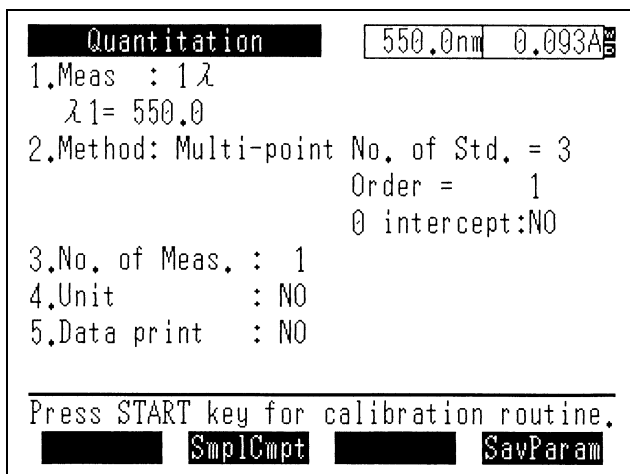 Quantitation 550.0nm 0.093A
1.Meas : 1λ
λ1= 550.0
2.Method: Multi-point No. of Std. = 3
Order = 1
0 intercept:NO
3.No. of Meas. : 1
4.Unit : NO
5.Data print : NO
Press START key for calibration routine.
SmplCmpt SavParam